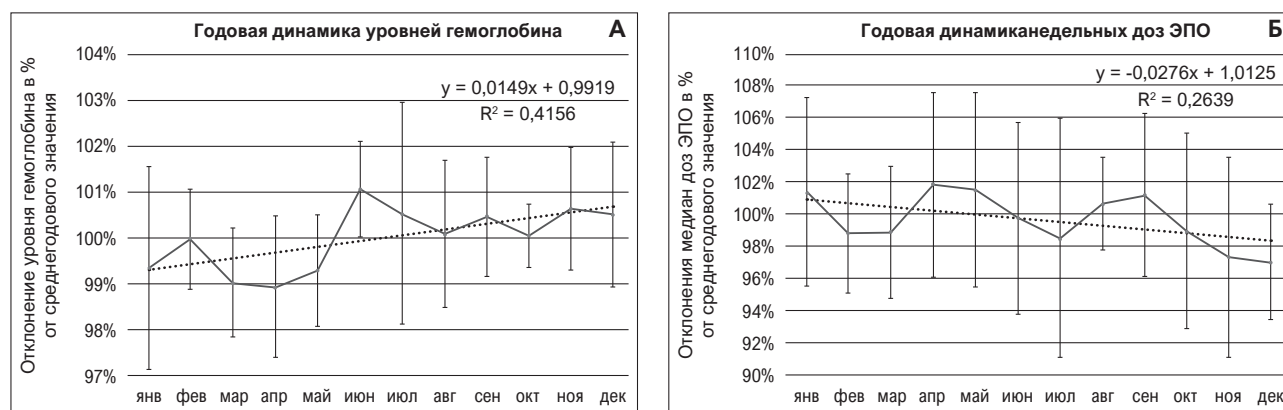 Годовая динамика уровней гемоглобина
А
Отклонение уровня гемоглобина в %
от среднегодового значения
104%
103%
102%
101%
100%
99%
98%
97%
y = 0,0149x + 0,9919
R² = 0,4156
янв фев мар апр май июн июл авг сен окт ноя дек
Годовая динамиканедельных доз ЭПО
Б
Отклонения медиан доз ЭПО в %
от среднегодового значения
110%
108%
106%
104%
102%
100%
98%
96%
94%
92%
90%
y = -0,0276x + 1,0125
R² = 0,2639
янв фев мар апр май июн июл авг сен окт ноя дек